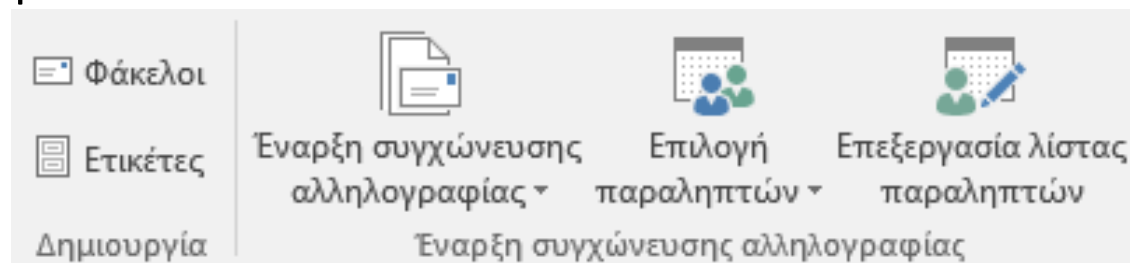 Φάκελοι
Ετικέτες
Δημιουργία
Έναρξη συγχώνευσης
αλληλογραφίας
Επιλογή
παραληπτών
Επεξεργασία λίστας
παραληπτών
Έναρξη συγχώνευσης αλληλογραφίας